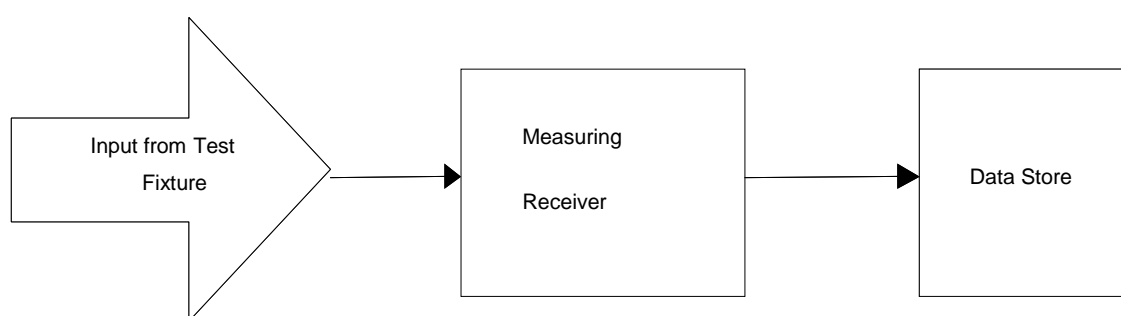 Input from Test
Fixture
Measuring
Receiver
Data Store